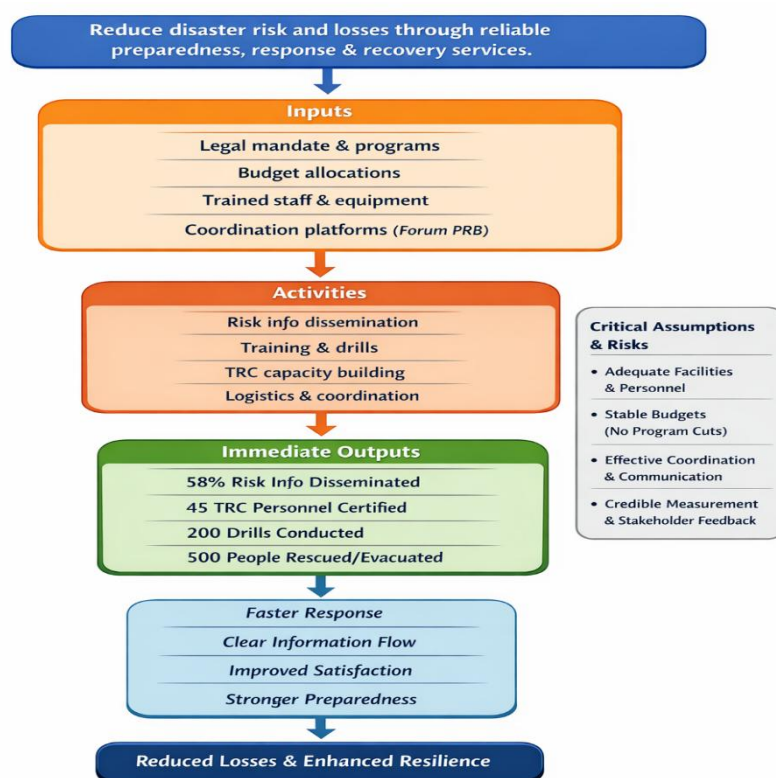 Reduce disaster risk and losses through reliable
preparedness, response & recovery services.
Inputs
Legal mandate & programs
Budget allocations
Trained staff & equipment
Coordination platforms (Forum PRB)
Activities
Risk info dissemination
Training & drills
TRC capacity building
Logistics & coordination
Immediate Outputs
58% Risk Info Disseminated
45 TRC Personnel Certified
200 Drills Conducted
500 People Rescued/Evacuated
Faster Response
Clear Information Flow
Improved Satisfaction
Stronger Preparedness
Reduced Losses & Enhanced Resilience
Critical Assumptions
& Risks
• Adequate Facilities
& Personnel
• Stable Budgets
(No Program Cuts)
• Effective Coordination
& Communication
• Credible Measurement
& Stakeholder Feedback